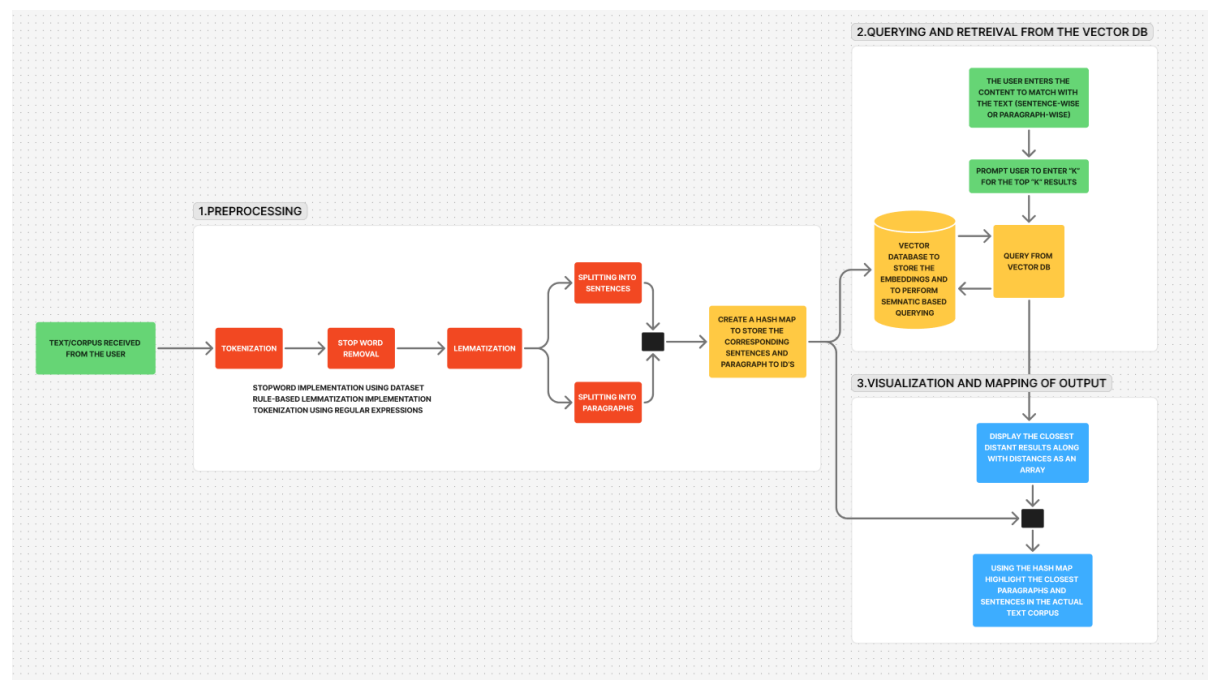 2.QUERYING AND RETREIVAL FROM THE VECTOR DB
THE USER ENTERS THE
CONTENT TO MATCH WITH
THE TEXT (SENTENCE-WISE
OR PARAGRAPH-WISE)
PROMPT USER TO ENTER "K"
FOR THE TOP "K" RESULTS
VECTOR
DATABASE TO
STORE THE
EMBEDDINGS AND
TO PERFORM
SEMNATIC BASED
QUERYING
QUERY FROM
VECTOR DB
1.PREPROCESSING
TEXT/CORPUS RECEIVED
FROM THE USER
TOKENIZATION
STOP WORD
REMOVAL
LEMMATIZATION
SPLITTING INTO
SENTENCES
SPLITTING INTO
PARAGRAPHS
CREATE A HASH MAP
TO STORE THE
CORRESPONDING
SENTENCES AND
PARAGRAPH TO ID'S
STOPWORD IMPLEMENTATION USING DATASET
RULE-BASED LEMMATIZATION IMPLEMENTATION
TOKENIZATION USING REGULAR EXPRESSIONS
3.VISUALIZATION AND MAPPING OF OUTPUT
DISPLAY THE CLOSEST
DISTANT RESULTS ALONG
WITH DISTANCES AS AN
ARRAY
USING THE HASH MAP
HIGHLIGHT THE CLOSEST
PARAGRAPHS AND
SENTENCES IN THE ACTUAL
TEXT CORPUS